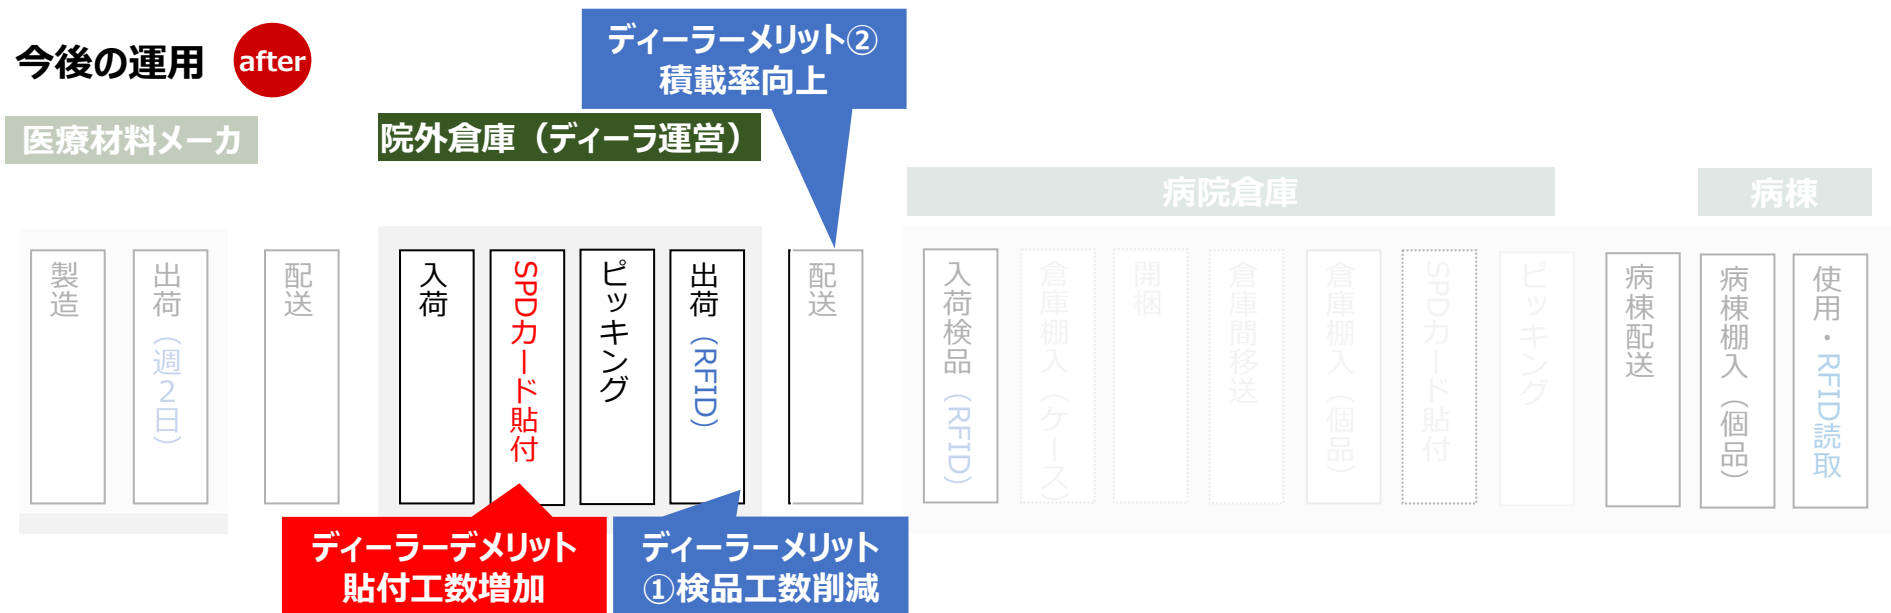 今後の運用
after
ディーラーメリット②
積載率向上
医療材料メーカ
院外倉庫（ディーラ運営）
病院倉庫
病棟
製造
出荷（週２日）
配送
入荷
SPDカード貼付
ピッキング
出荷（RFID）
配送
入荷検品（RFID）
倉庫棚入（ケース）
開梱
倉庫間移送
倉庫棚入（個品）
SPDカード貼付
ピッキング
病棟配送
病棟棚入（個品）
使用・RFID読取
ディーラーデメリット
貼付工数増加
ディーラーメリット
①検品工数削減